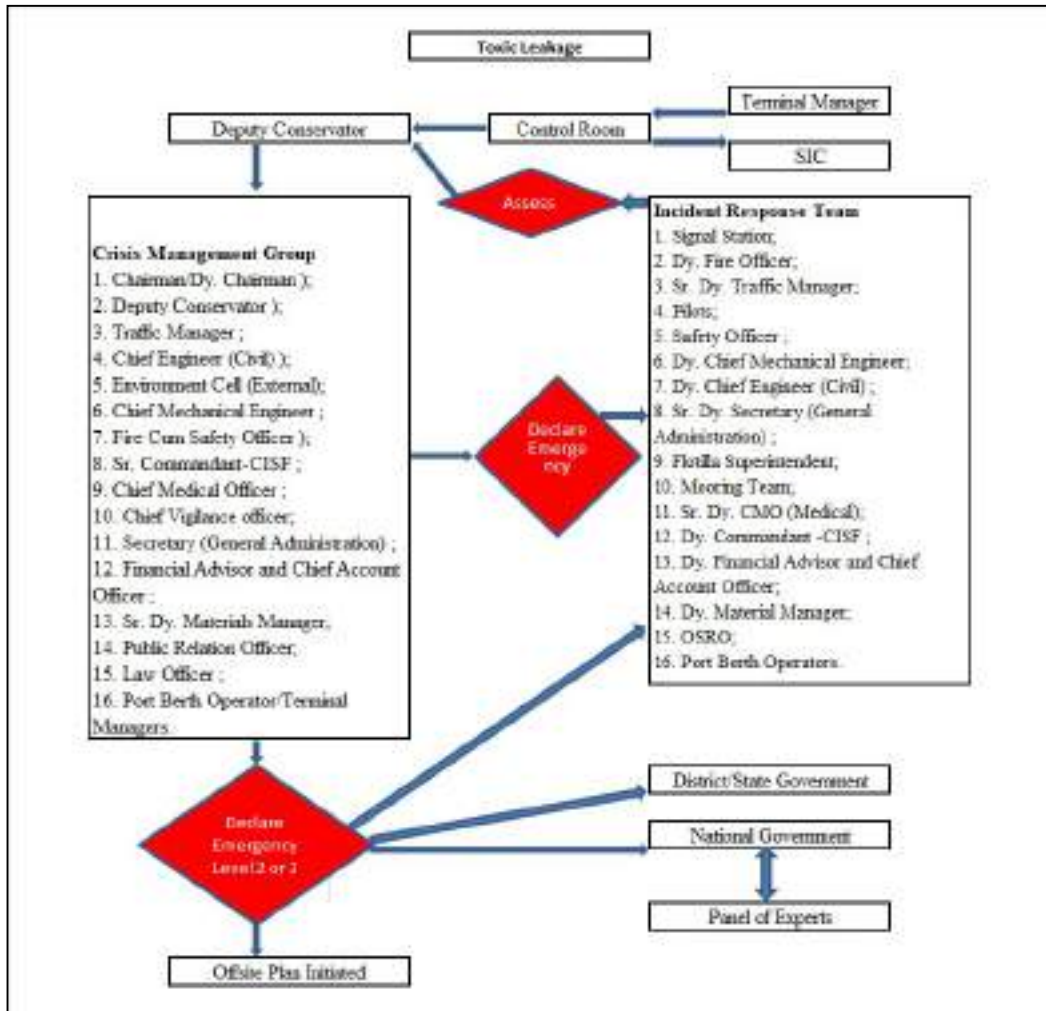 Toxic Leakage
Terminal Manager
Deputy Conservator
Control Room
SIC
Assess
Crisis Management Group
1. Chairman/Dy. Chairman );
2. Deputy Conservator );
3. Traffic Manager ;
4. Chief Engineer (Civil) );
5. Environment Cell (External);
6. Chief Mechanical Engineer ;
7. Fire Cum Safety Officer );
8. Sr. Commandant-CISF ;
9. Chief Medical Officer ;
10. Chief Vigilance officer;
11. Secretary (General Administration) ;
12. Financial Advisor and Chief Account
Officer ;
13. Sr. Dy. Materials Manager;
14. Public Relation Officer;
15. Law Officer ;
16. Port Berth Operator/Terminal
Managers.
Declare
Emerge
ncy
Incident Response Team
1. Signal Station;
2. Dy. Fire Officer;
3. Sr. Dy. Traffic Manager;
4. Pilots;
5. Safety Officer ;
6. Dy. Chief Mechanical Engineer;
7. Dy. Chief Engineer (Civil) ;
8. Sr. Dy. Secretary (General
Administration) ;
9. Flotilla Superintendent;
10. Mooring Team;
11. Sr. Dy. CMO (Medical);
12. Dy. Commandant -CISF ;
13. Dy. Financial Advisor and Chief
Account Officer;
14. Dy. Material Manager;
15. OSRO;
16. Port Berth Operators.
Declare
Emergency
Level 2 or
District/State Government
National Government
Panel of Experts
Offsite Plan Initiated